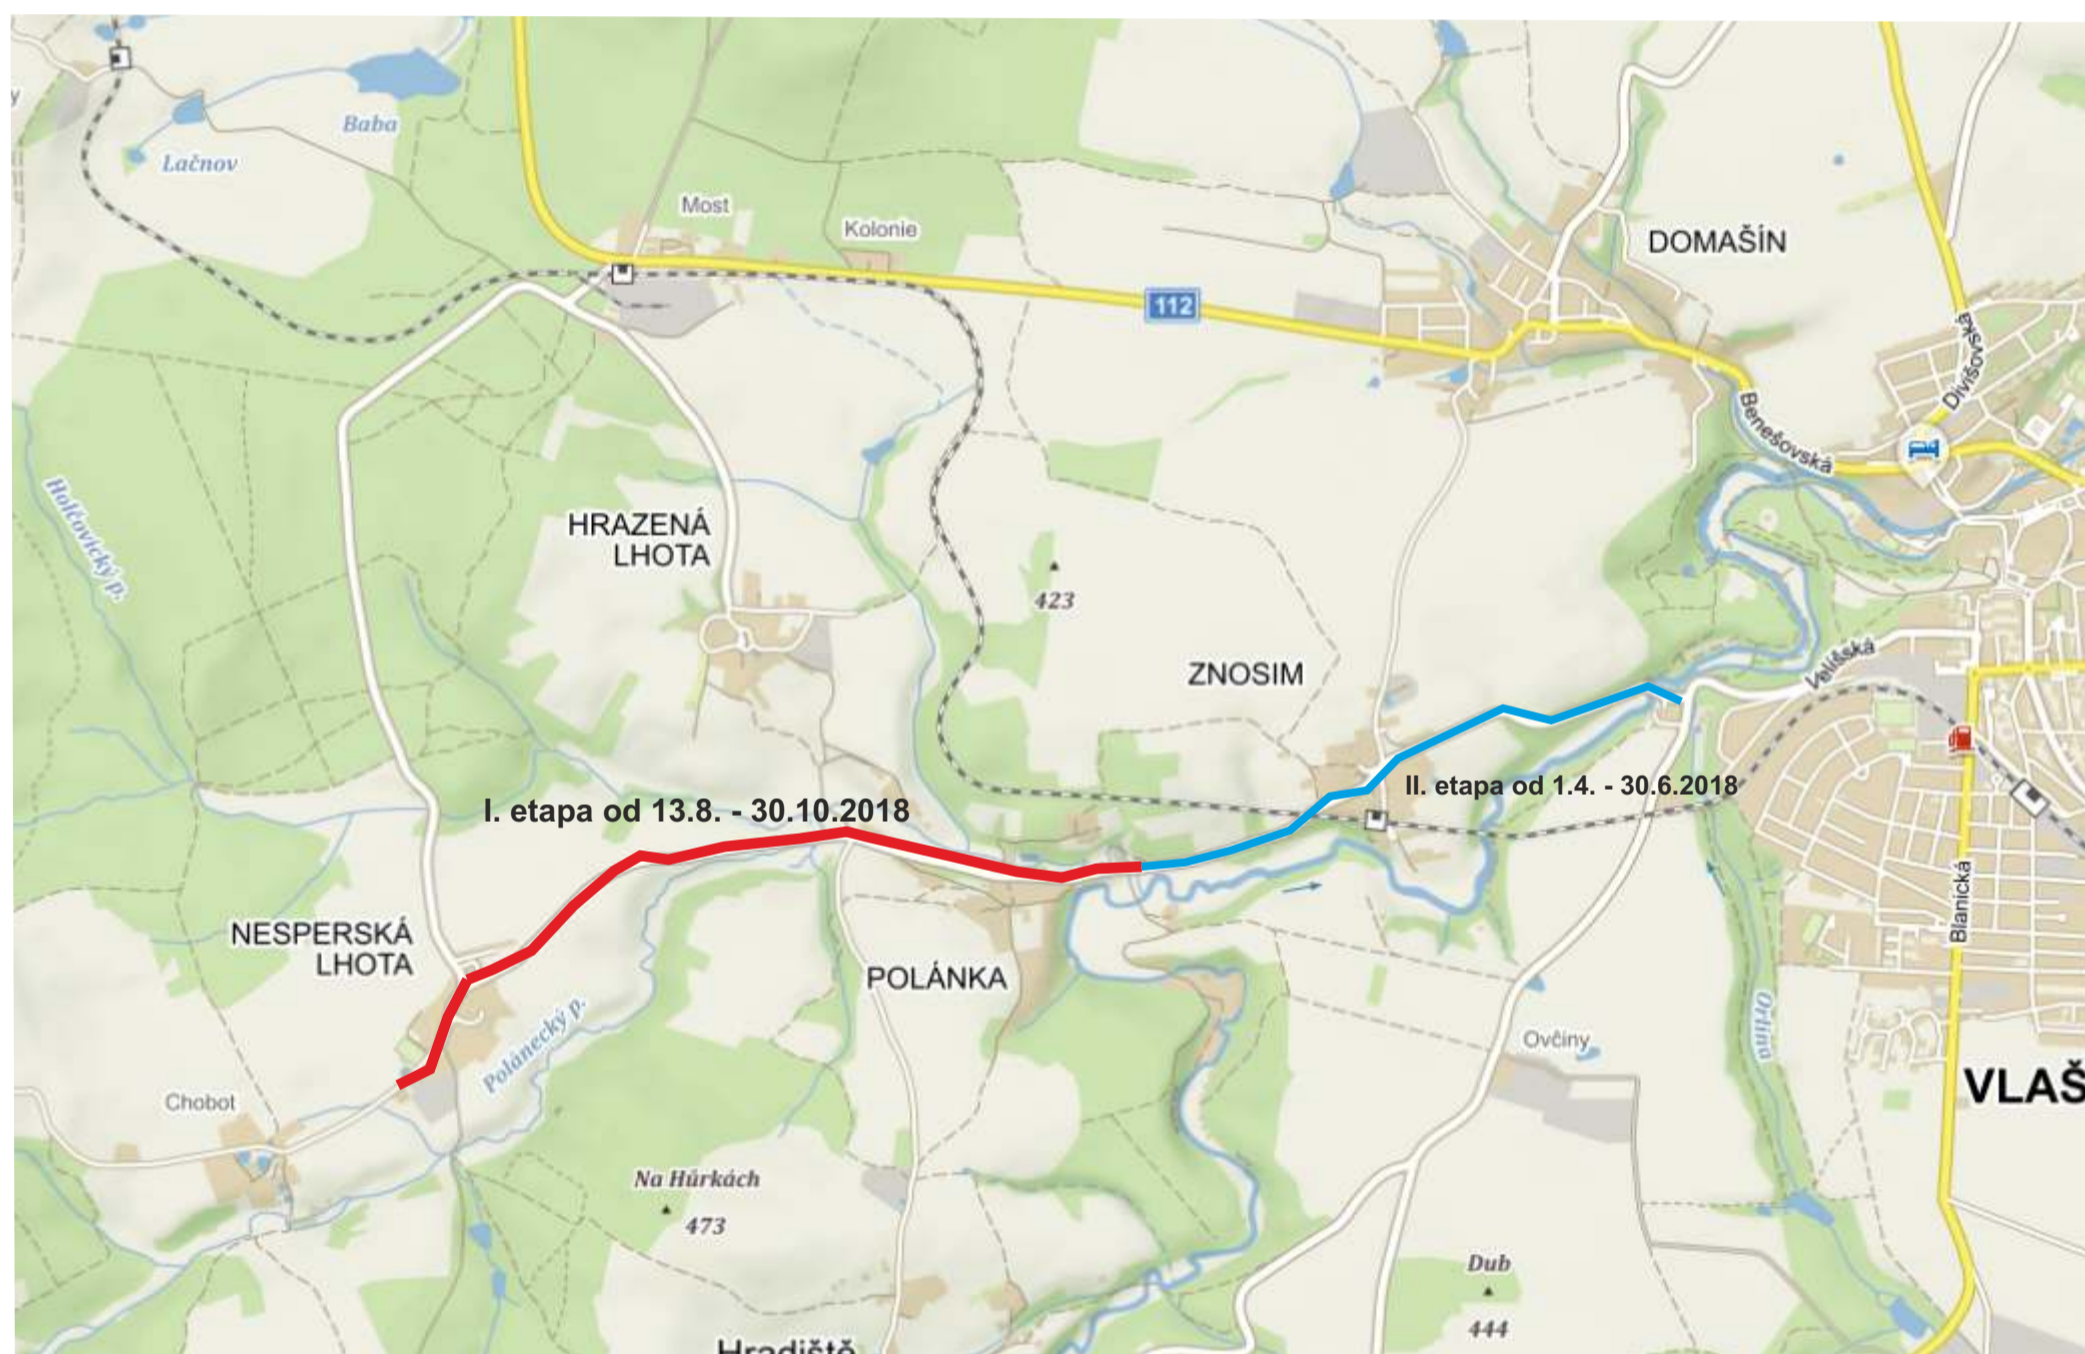 Baba
Lačnov
Most
Kolonie
DOMAŠÍN
112
Divišovská
Benešovská
Holčovický p.
HRAZENÁ
LHOTA
423
ZNOSIM
Velíšská
II. etapa od 1.4. - 30.6.2018
I. etapa od 13.8. - 30.10.2018
Blanická
NESPERSKÁ
LHOTA
POLÁNKA
Polánecký p.
Orlina
Ovčiny
VLAŠ
Chobot
Na Hůrkách
473
Dub
444
Hradiště